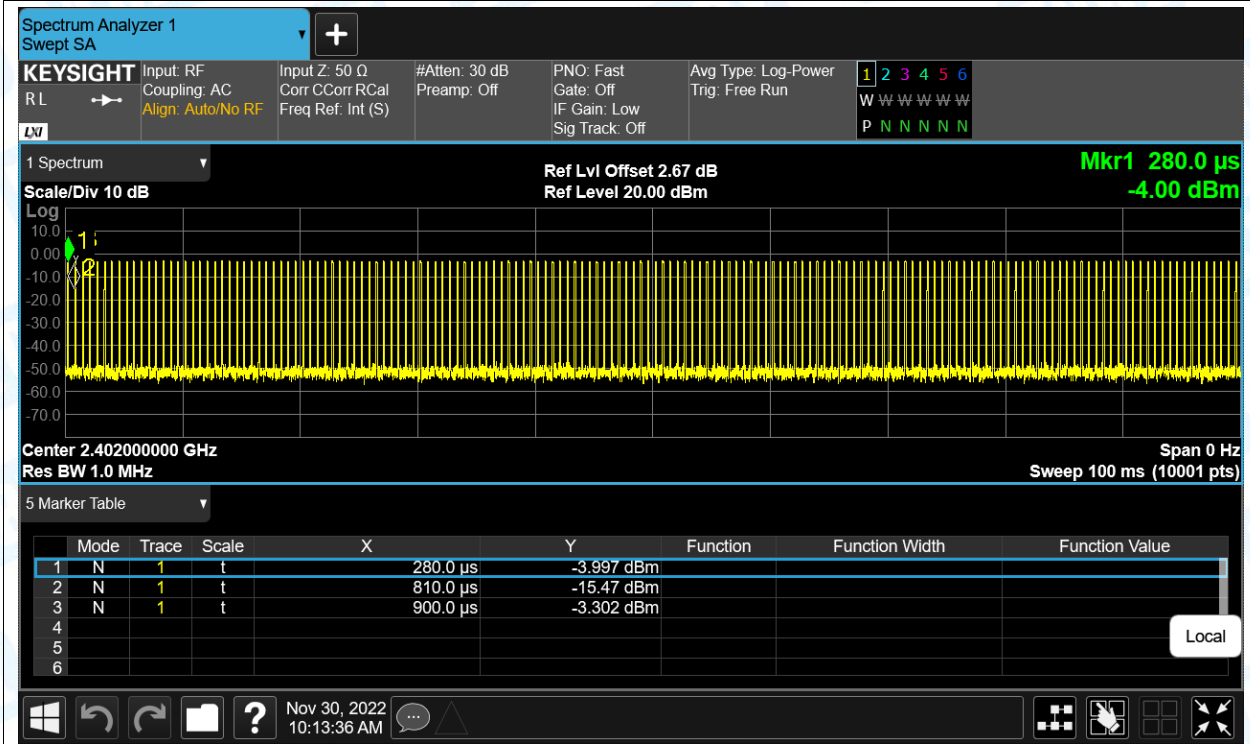 Spectrum Analyzer 1
Swept SA
KEYSIGHT Input: RF Input Z: 50 Ω #Atten: 30 dB PNO: Fast Avg Type: Log-Power 1 2 3 4 5 6
R L Coupling: AC Corr CCorr RCal Preamp: Off Gate: Off Trig: Free Run W W W W W W
Align: Auto/No RF Freq Ref: Int (S) IF Gain: Low P N N N N N
LXI Sig Track: Off
1 Spectrum Ref Lvl Offset 2.67 dB Mkr1 280.0 µs
Scale/Div 10 dB Ref Level 20.00 dBm -4.00 dBm
Log
10.0
0.00
-10.0
-20.0
-30.0
-40.0
-50.0
-60.0
-70.0
1
2
Center 2.402000000 GHz Span 0 Hz
Res BW 1.0 MHz Sweep 100 ms (10001 pts)
5 Marker Table
Mode Trace Scale X Y Function Function Width Function Value
1 N 1 t 280.0 µs -3.997 dBm
2 N 1 t 810.0 µs -15.47 dBm
3 N 1 t 900.0 µs -3.302 dBm
4
5
6
Local
? Nov 30, 2022
10:13:36 AM